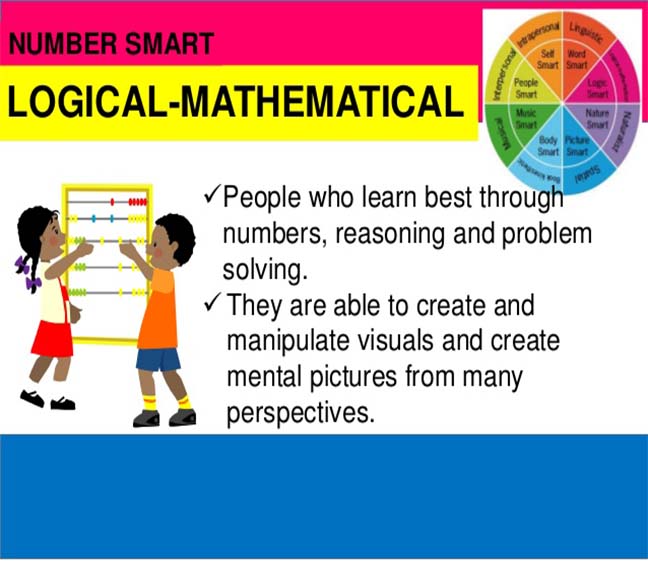 NUMBER SMART
LOGICAL-MATHEMATICAL
Intrapersonal
Linguistic
Interpersonal
Self
Smart
Word
Smart
People
Smart
Logic
Smart
Music
Smart
Nature
Smart
Body
Smart
Picture
Smart
Musical
Naturalist
Spatial
✓People who learn best through
numbers, reasoning and problem
solving.
✓They are able to create and
manipulate visuals and create
mental pictures from many
perspectives.